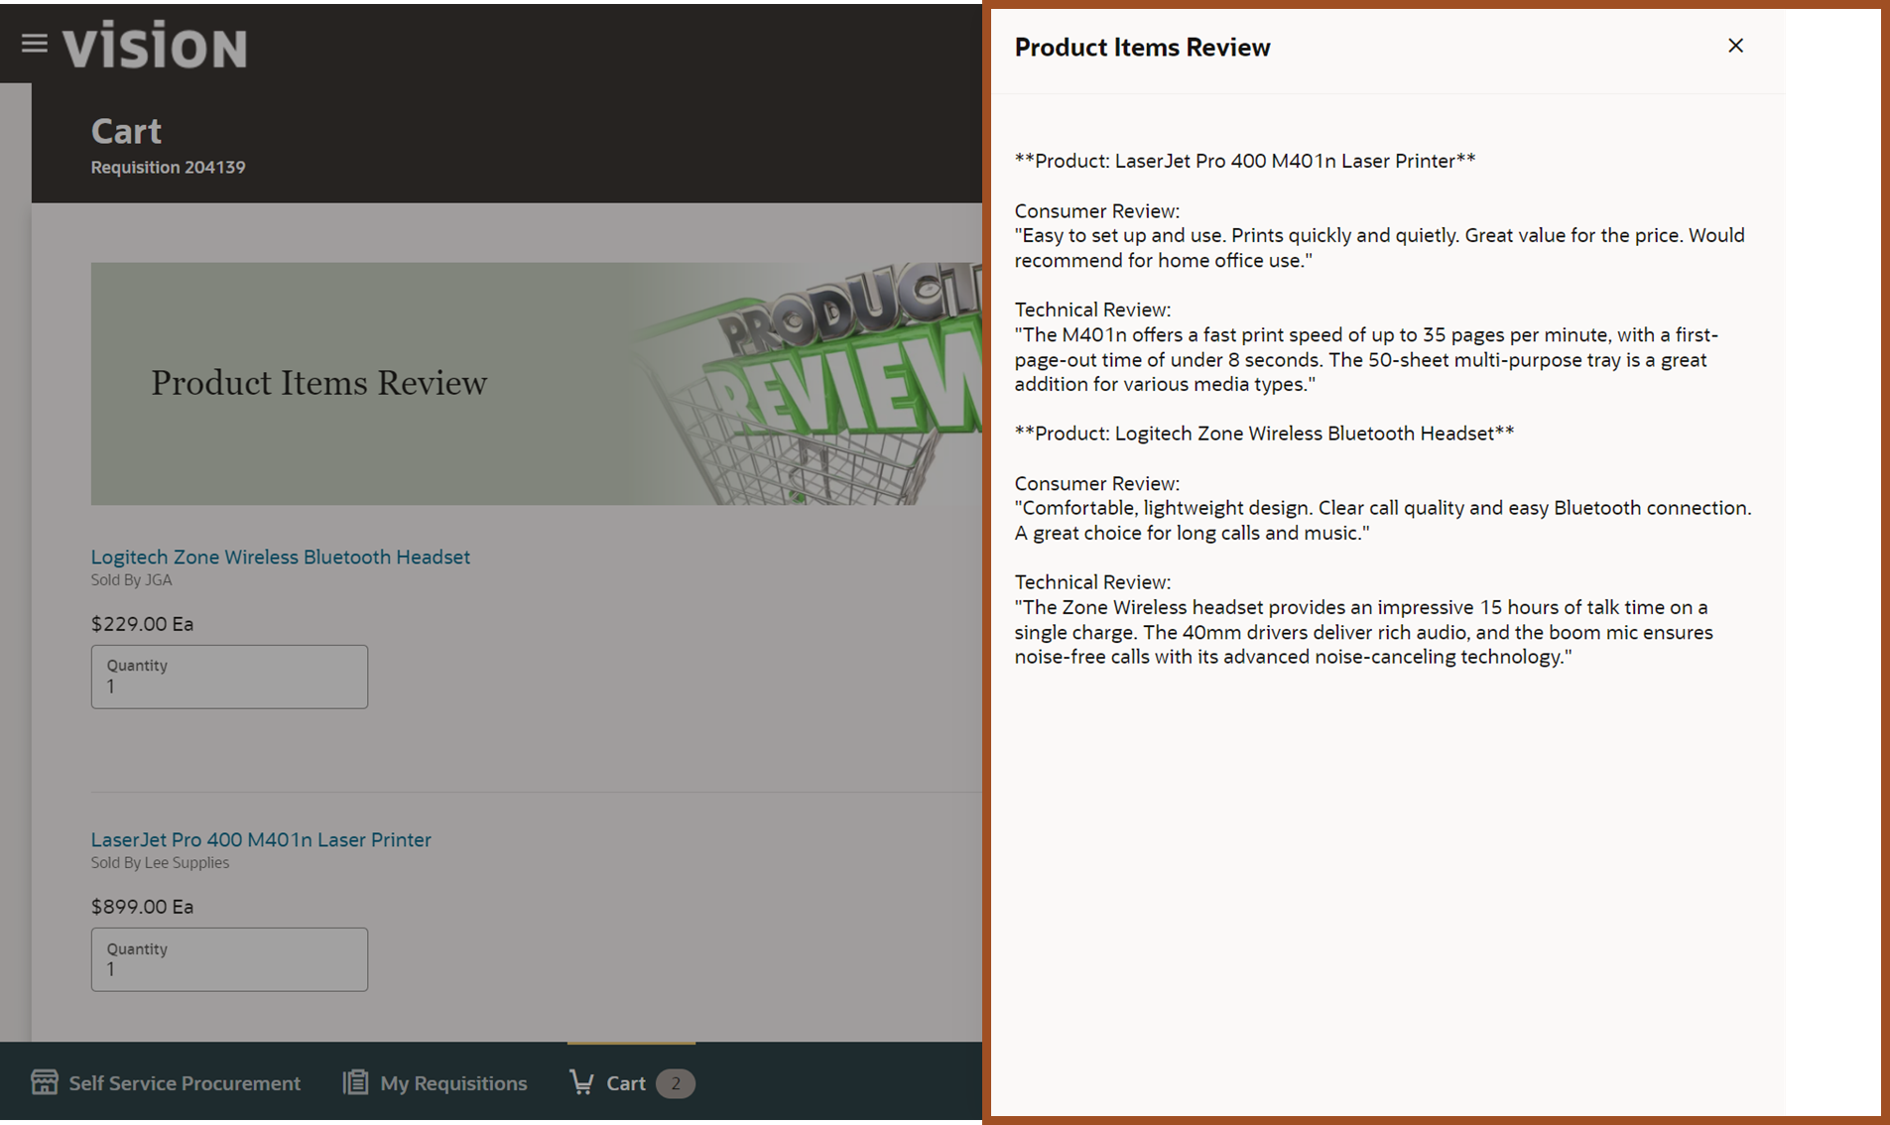 VISION
Cart
Requisition 204139
Product Items Review
PRODUCT
REVIEW
Logitech Zone Wireless Bluetooth Headset
Sold By JGA
$229.00 Ea
Quantity
1
LaserJet Pro 400 M401n Laser Printer
Sold By Lee Supplies
$899.00 Ea
Quantity
1
Self Service Procurement
My Requisitions
Cart 2
Product Items Review
**Product: LaserJet Pro 400 M401n Laser Printer**
Consumer Review:
"Easy to set up and use. Prints quickly and quietly. Great value for the price. Would
recommend for home office use."
Technical Review:
"The M401n offers a fast print speed of up to 35 pages per minute, with a first-
page-out time of under 8 seconds. The 50-sheet multi-purpose tray is a great
addition for various media types."
**Product: Logitech Zone Wireless Bluetooth Headset**
Consumer Review:
"Comfortable, lightweight design. Clear call quality and easy Bluetooth connection.
A great choice for long calls and music."
Technical Review:
"The Zone Wireless headset provides an impressive 15 hours of talk time on a
single charge. The 40mm drivers deliver rich audio, and the boom mic ensures
noise-free calls with its advanced noise-canceling technology."